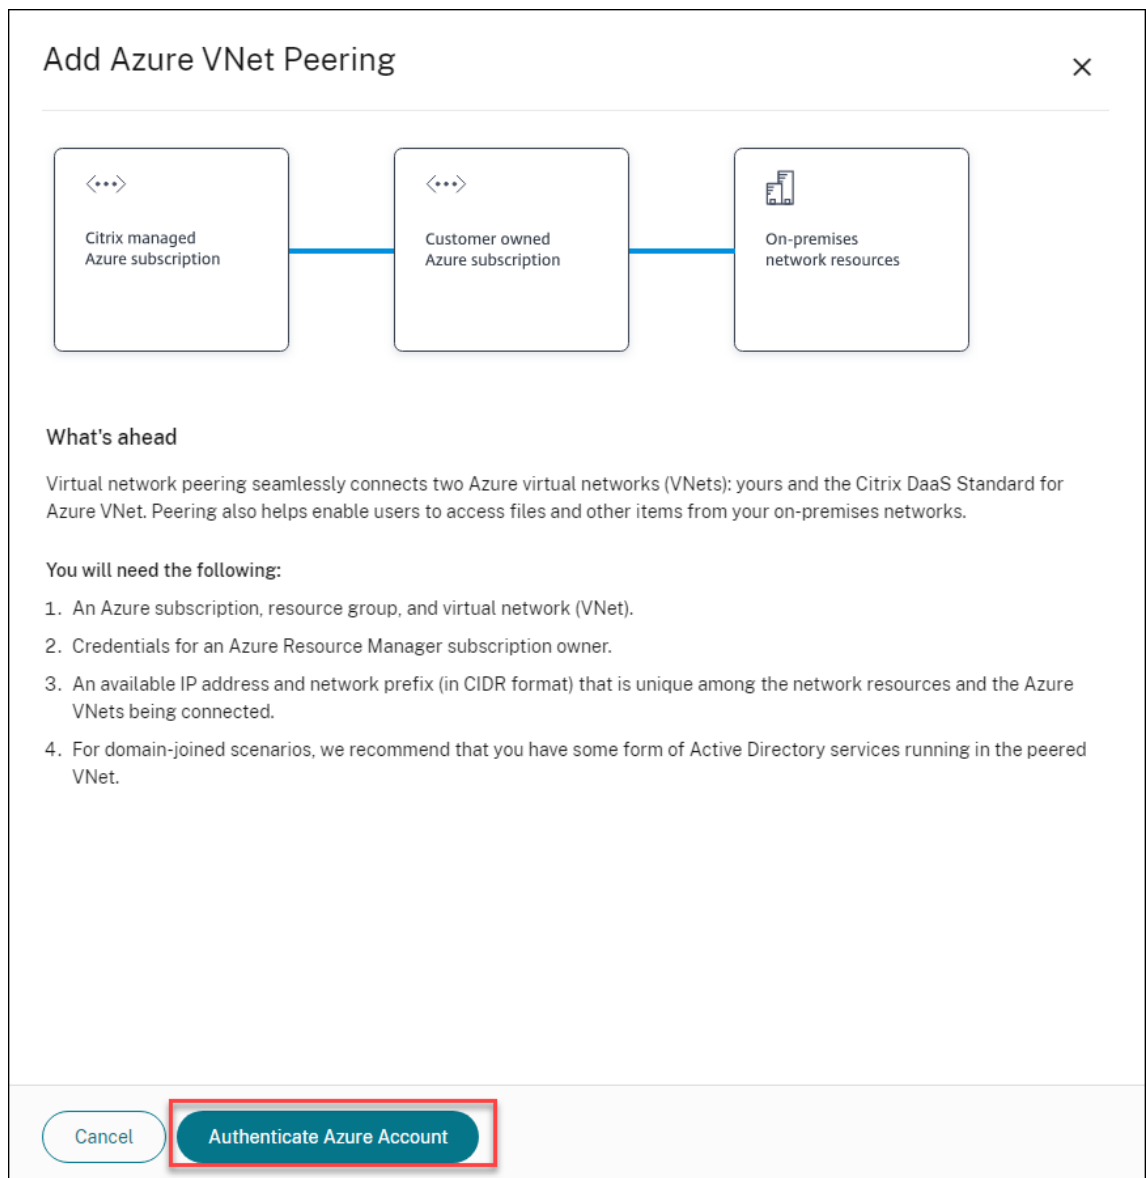 Add Azure VNet Peering
Citrix managed
Azure subscription
Customer owned
Azure subscription
On-premises
network resources
What's ahead
Virtual network peering seamlessly connects two Azure virtual networks (VNets): yours and the Citrix DaaS Standard for
Azure VNet. Peering also helps enable users to access files and other items from your on-premises networks.
You will need the following:
1. An Azure subscription, resource group, and virtual network (VNet).
2. Credentials for an Azure Resource Manager subscription owner.
3. An available IP address and network prefix (in CIDR format) that is unique among the network resources and the Azure
VNets being connected.
4. For domain-joined scenarios, we recommend that you have some form of Active Directory services running in the peered
VNet.
Cancel
Authenticate Azure Account